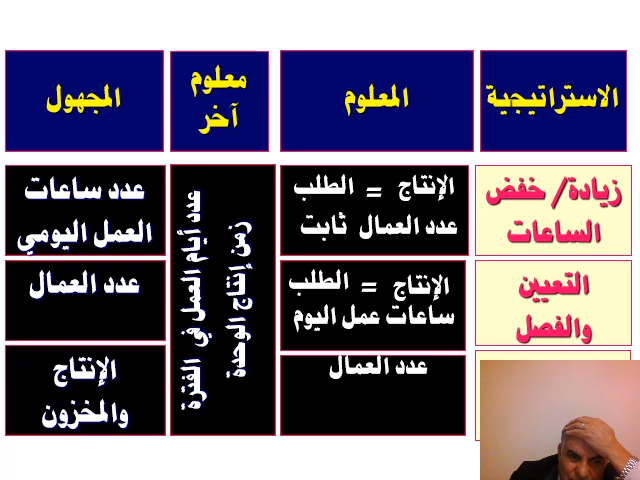 الاستراتيجية
المعلوم
معلوم
آخر
المجهول
زيادة/ خفض
الساعات
الإنتاج = الطلب
عدد العمال ثابت
عدد أيام العمل في الفترة
زمن إنتاج الوحدة
عدد ساعات
العمل اليومي
التعيين
والفصل
الإنتاج = الطلب
ساعات عمل اليوم
عدد العمال
عدد العمال
الإنتاج
والمخزون